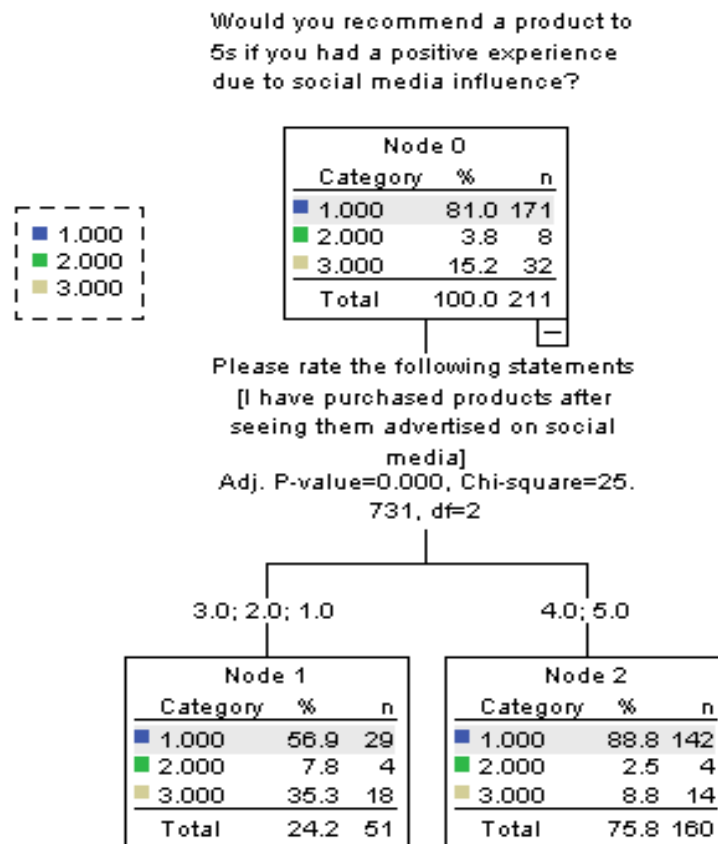 Would you recommend a product to
5s if you had a positive experience
due to social media influence?
Node 0
Category % n
1.000 81.0 171
2.000 3.8 8
3.000 15.2 32
Total 100.0 211
1.000
2.000
3.000
Please rate the following statements
[I have purchased products after
seeing them advertised on social
media]
Adj. P-value=0.000, Chi-square=25.
731, df=2
3.0; 2.0; 1.0
4.0; 5.0
Node 1
Category % n
1.000 56.9 29
2.000 7.8 4
3.000 35.3 18
Total 24.2 51
Node 2
Category % n
1.000 88.8 142
2.000 2.5 4
3.000 8.8 14
Total 75.8 160